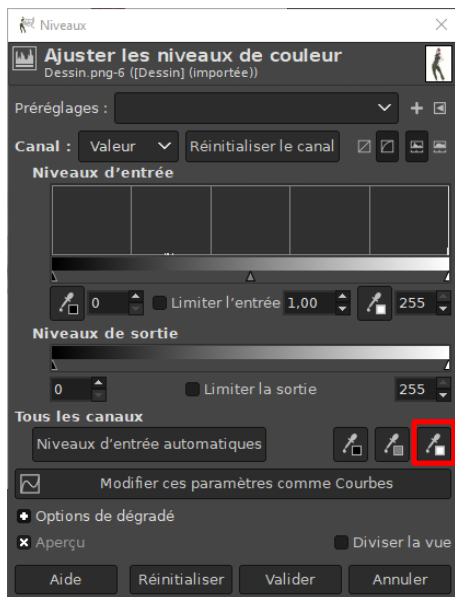 Niveaux
Ajuster les niveaux de couleur
Dessin.png-6 ([Dessin] (importée))
Préréglages :
Canal : Valeur Réinitialiser le canal
Niveaux d'entrée
0 Limiter l'entrée 1,00 255
Niveaux de sortie
0 Limiter la sortie 255
Tous les canaux
Niveaux d'entrée automatiques
Modifier ces paramètres comme Courbes
Options de dégradé
Aperçu Diviser la vue
Aide Réinitialiser Valider Annuler